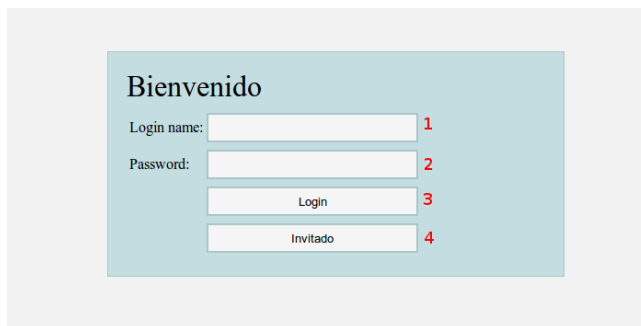 Bienvenido
Login name: 1
Password: 2
Login 3
Invitado 4